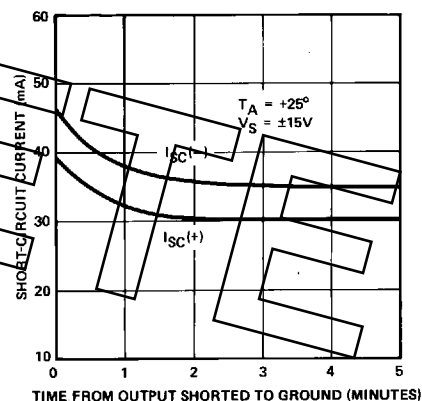 60
50
40
30
20
10
SHORT-CIRCUIT CURRENT (mA)
T_A = +25°
V_S = ±15V
I_SC(-)
I_SC(+)
0
1
2
3
4
5
TIME FROM OUTPUT SHORTED TO GROUND (MINUTES)